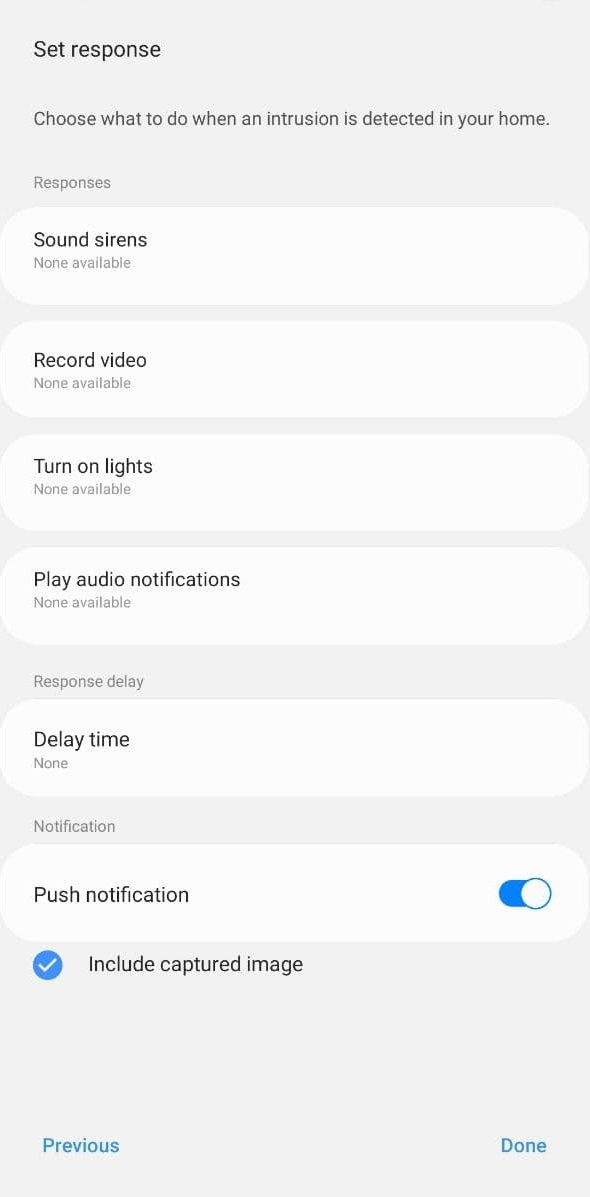 Set response
Choose what to do when an intrusion is detected in your home.
Responses
Sound sirens
None available
Record video
None available
Turn on lights
None available
Play audio notifications
None available
Response delay
Delay time
None
Notification
Push notification
Include captured image
Previous
Done